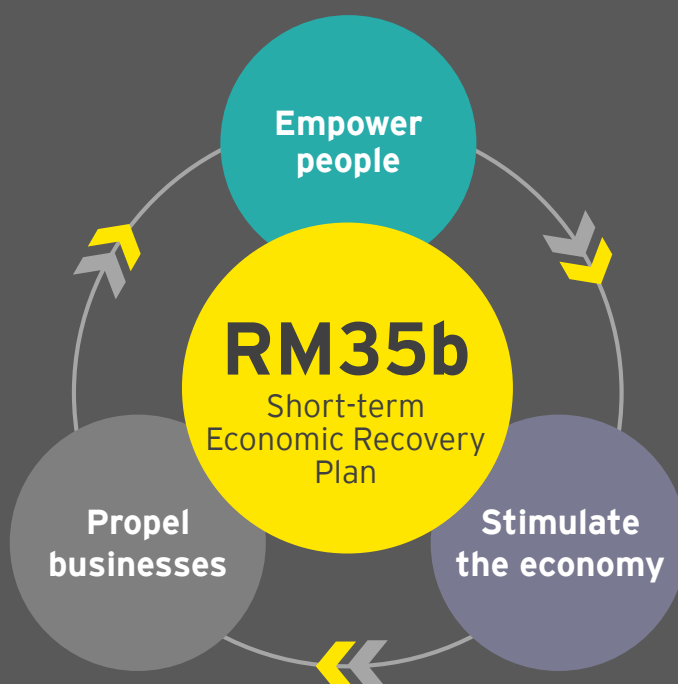 Empower
people
RM35b
Short-term
Economic Recovery
Plan
Propel
businesses
Stimulate
the economy